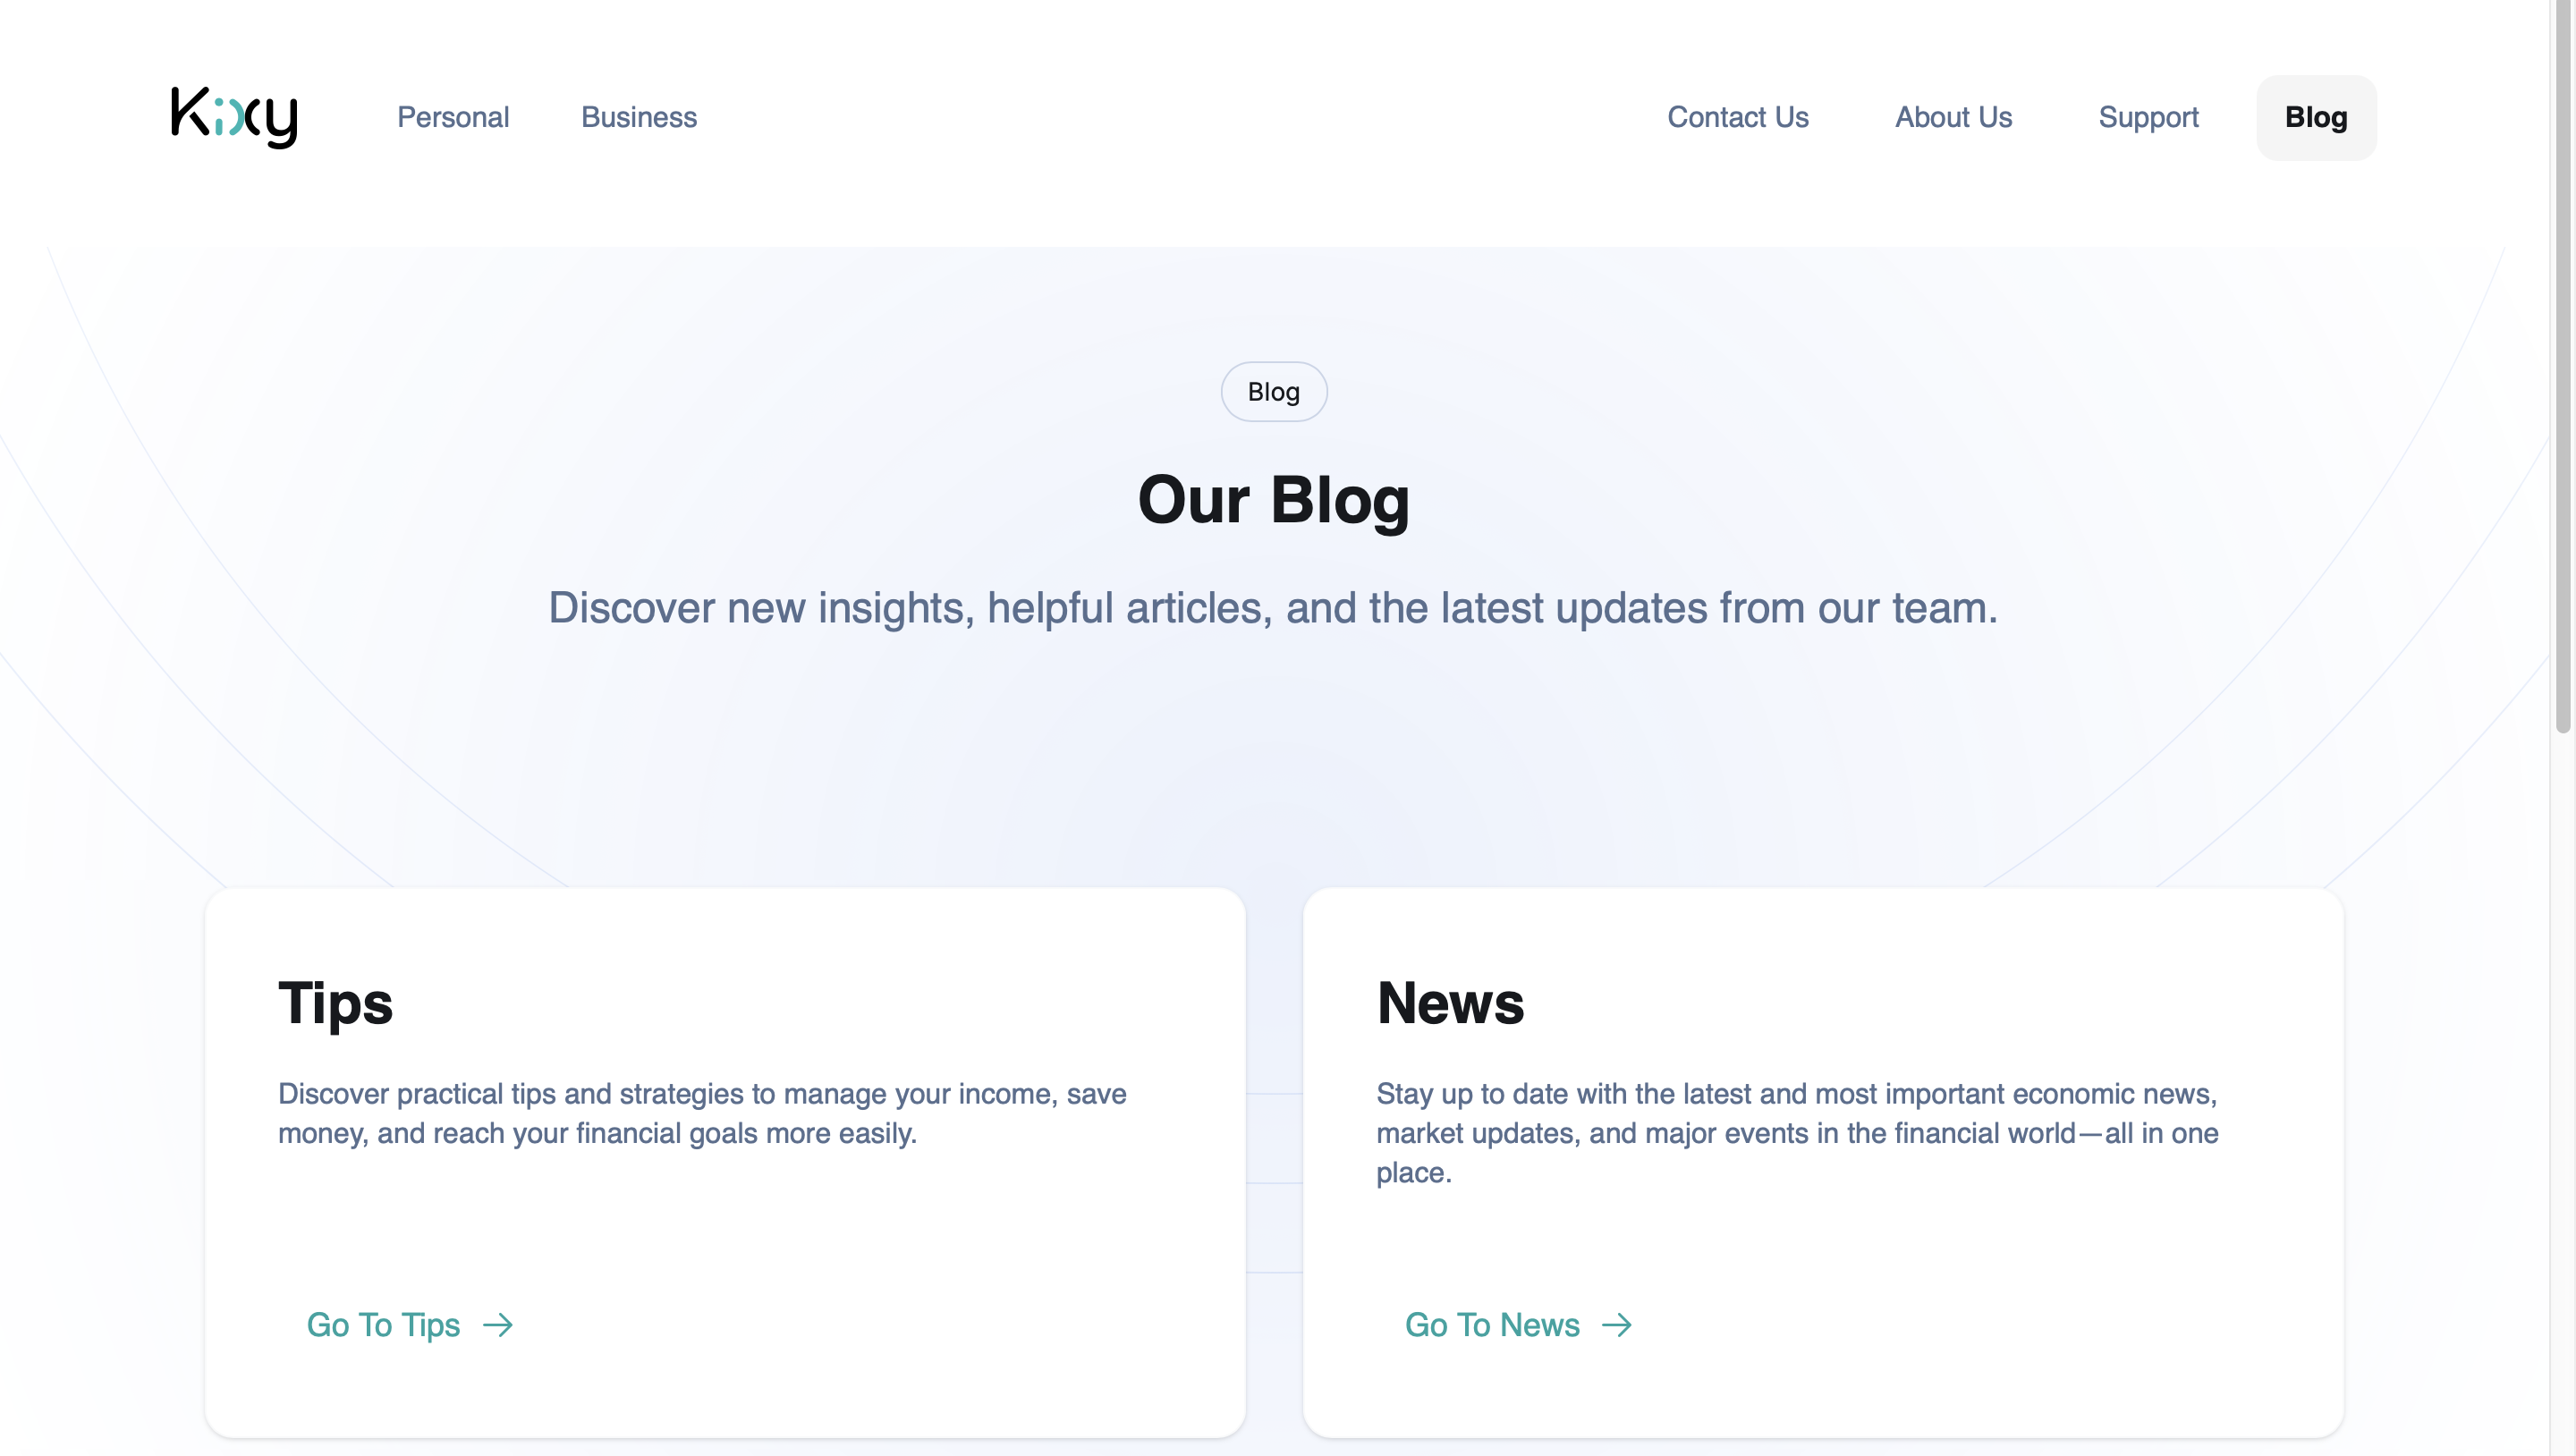 Kixy
Personal
Business
Contact Us
About Us
Support
Blog
Blog
Our Blog
Discover new insights, helpful articles, and the latest updates from our team.
Tips
Discover practical tips and strategies to manage your income, save
money, and reach your financial goals more easily.
Go To Tips
News
Stay up to date with the latest and most important economic news,
market updates, and major events in the financial world—all in one
place.
Go To News